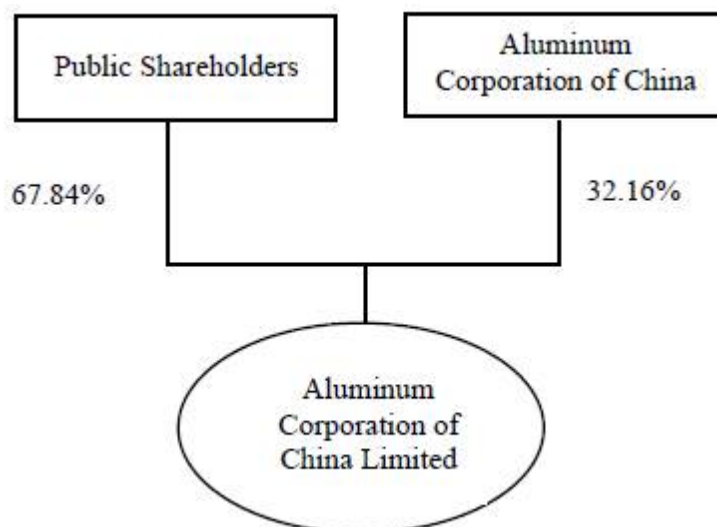 Public Shareholders
Aluminum
Corporation of China
67.84%
32.16%
Aluminum
Corporation of
China Limited